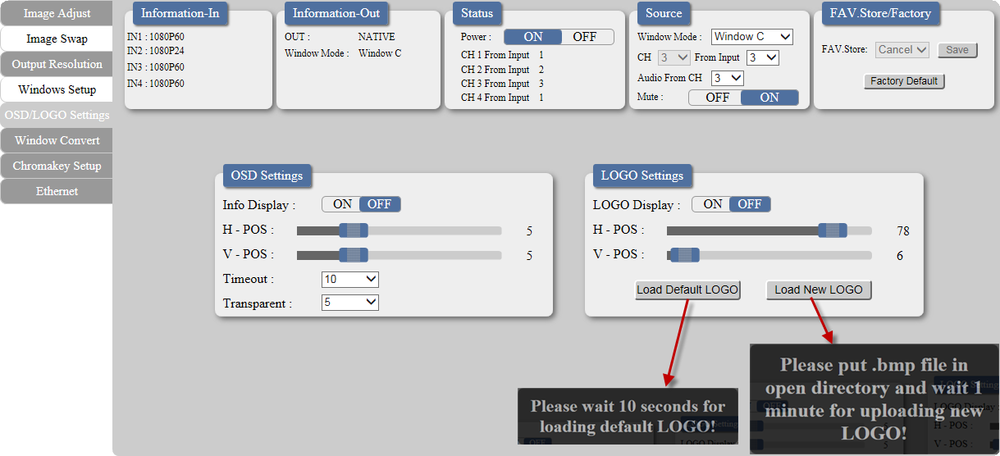 Image Adjust
Image Swap
Output Resolution
Windows Setup
OSD/LOGO Settings
Window Convert
Chromakey Setup
Ethernet
Information-In
IN1 : 1080P60
IN2 : 1080P24
IN3 : 1080P60
IN4 : 1080P60
Information-Out
OUT : NATIVE
Window Mode : Window C
Status
Power : ON OFF
CH 1 From Input 1
CH 2 From Input 2
CH 3 From Input 3
CH 4 From Input 1
Source
Window Mode : Window C
CH 3 From Input 3
Audio From CH 3
Mute : OFF ON
FAV.Store/Factory
FAV.Store: Cancel Save
Factory Default
OSD Settings
Info Display : ON OFF
H - POS : 5
V - POS : 5
Timeout : 10
Transparent : 5
LOGO Settings
LOGO Display : ON OFF
H - POS : 78
V - POS : 6
Load Default LOGO Load New LOGO
Please wait 10 seconds for
loading default LOGO!
Please put .bmp file in
open directory and wait 1
minute for uploading new
LOGO!